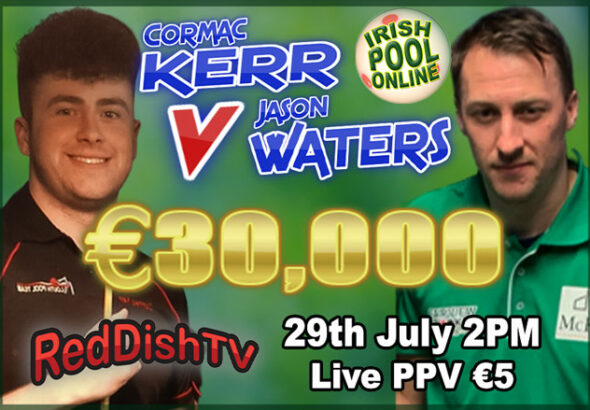 CORMAC
KERR
V
JASON
WATERS
IRISH
POOL
ONLINE
€30,000
RedDishTv
29th July 2PM
Live PPV €5